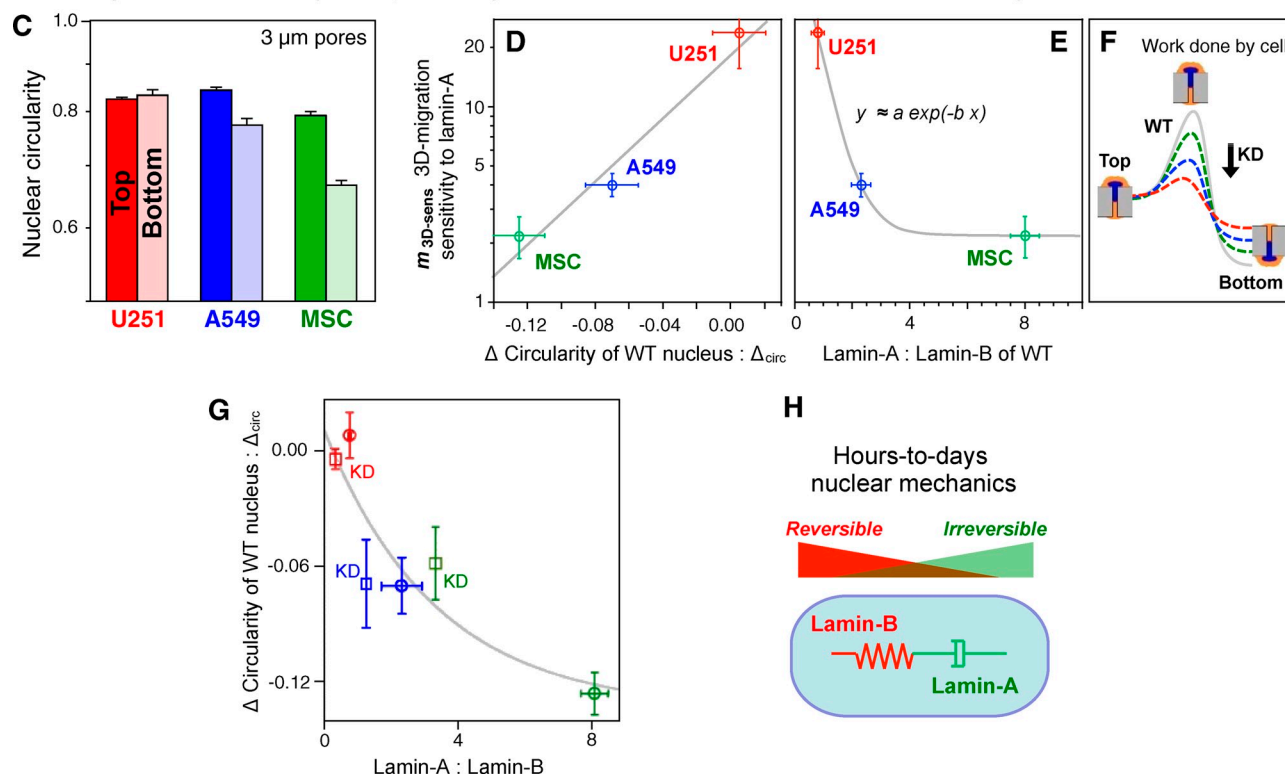 C
1.0
0.8
0.6
Nuclear circularity
3 µm pores
Top
Bottom
U251
A549
MSC
D
20
10
5
1
m 3D-sens 3D-migration
sensitivity to lamin-A
U251
A549
MSC
-0.12
-0.08
-0.04
0.00
Δ Circularity of WT nucleus : Δcirc
E
U251
y ≈ a exp(-b x)
A549
MSC
0
4
8
Lamin-A : Lamin-B of WT
F
Work done by cell
WT
Top
KD
Bottom
G
Δ Circularity of WT nucleus : Δcirc
0.00
-0.06
-0.12
KD
KD
KD
0
4
8
Lamin-A : Lamin-B
H
Hours-to-days
nuclear mechanics
Reversible
Irreversible
Lamin-B
Lamin-A